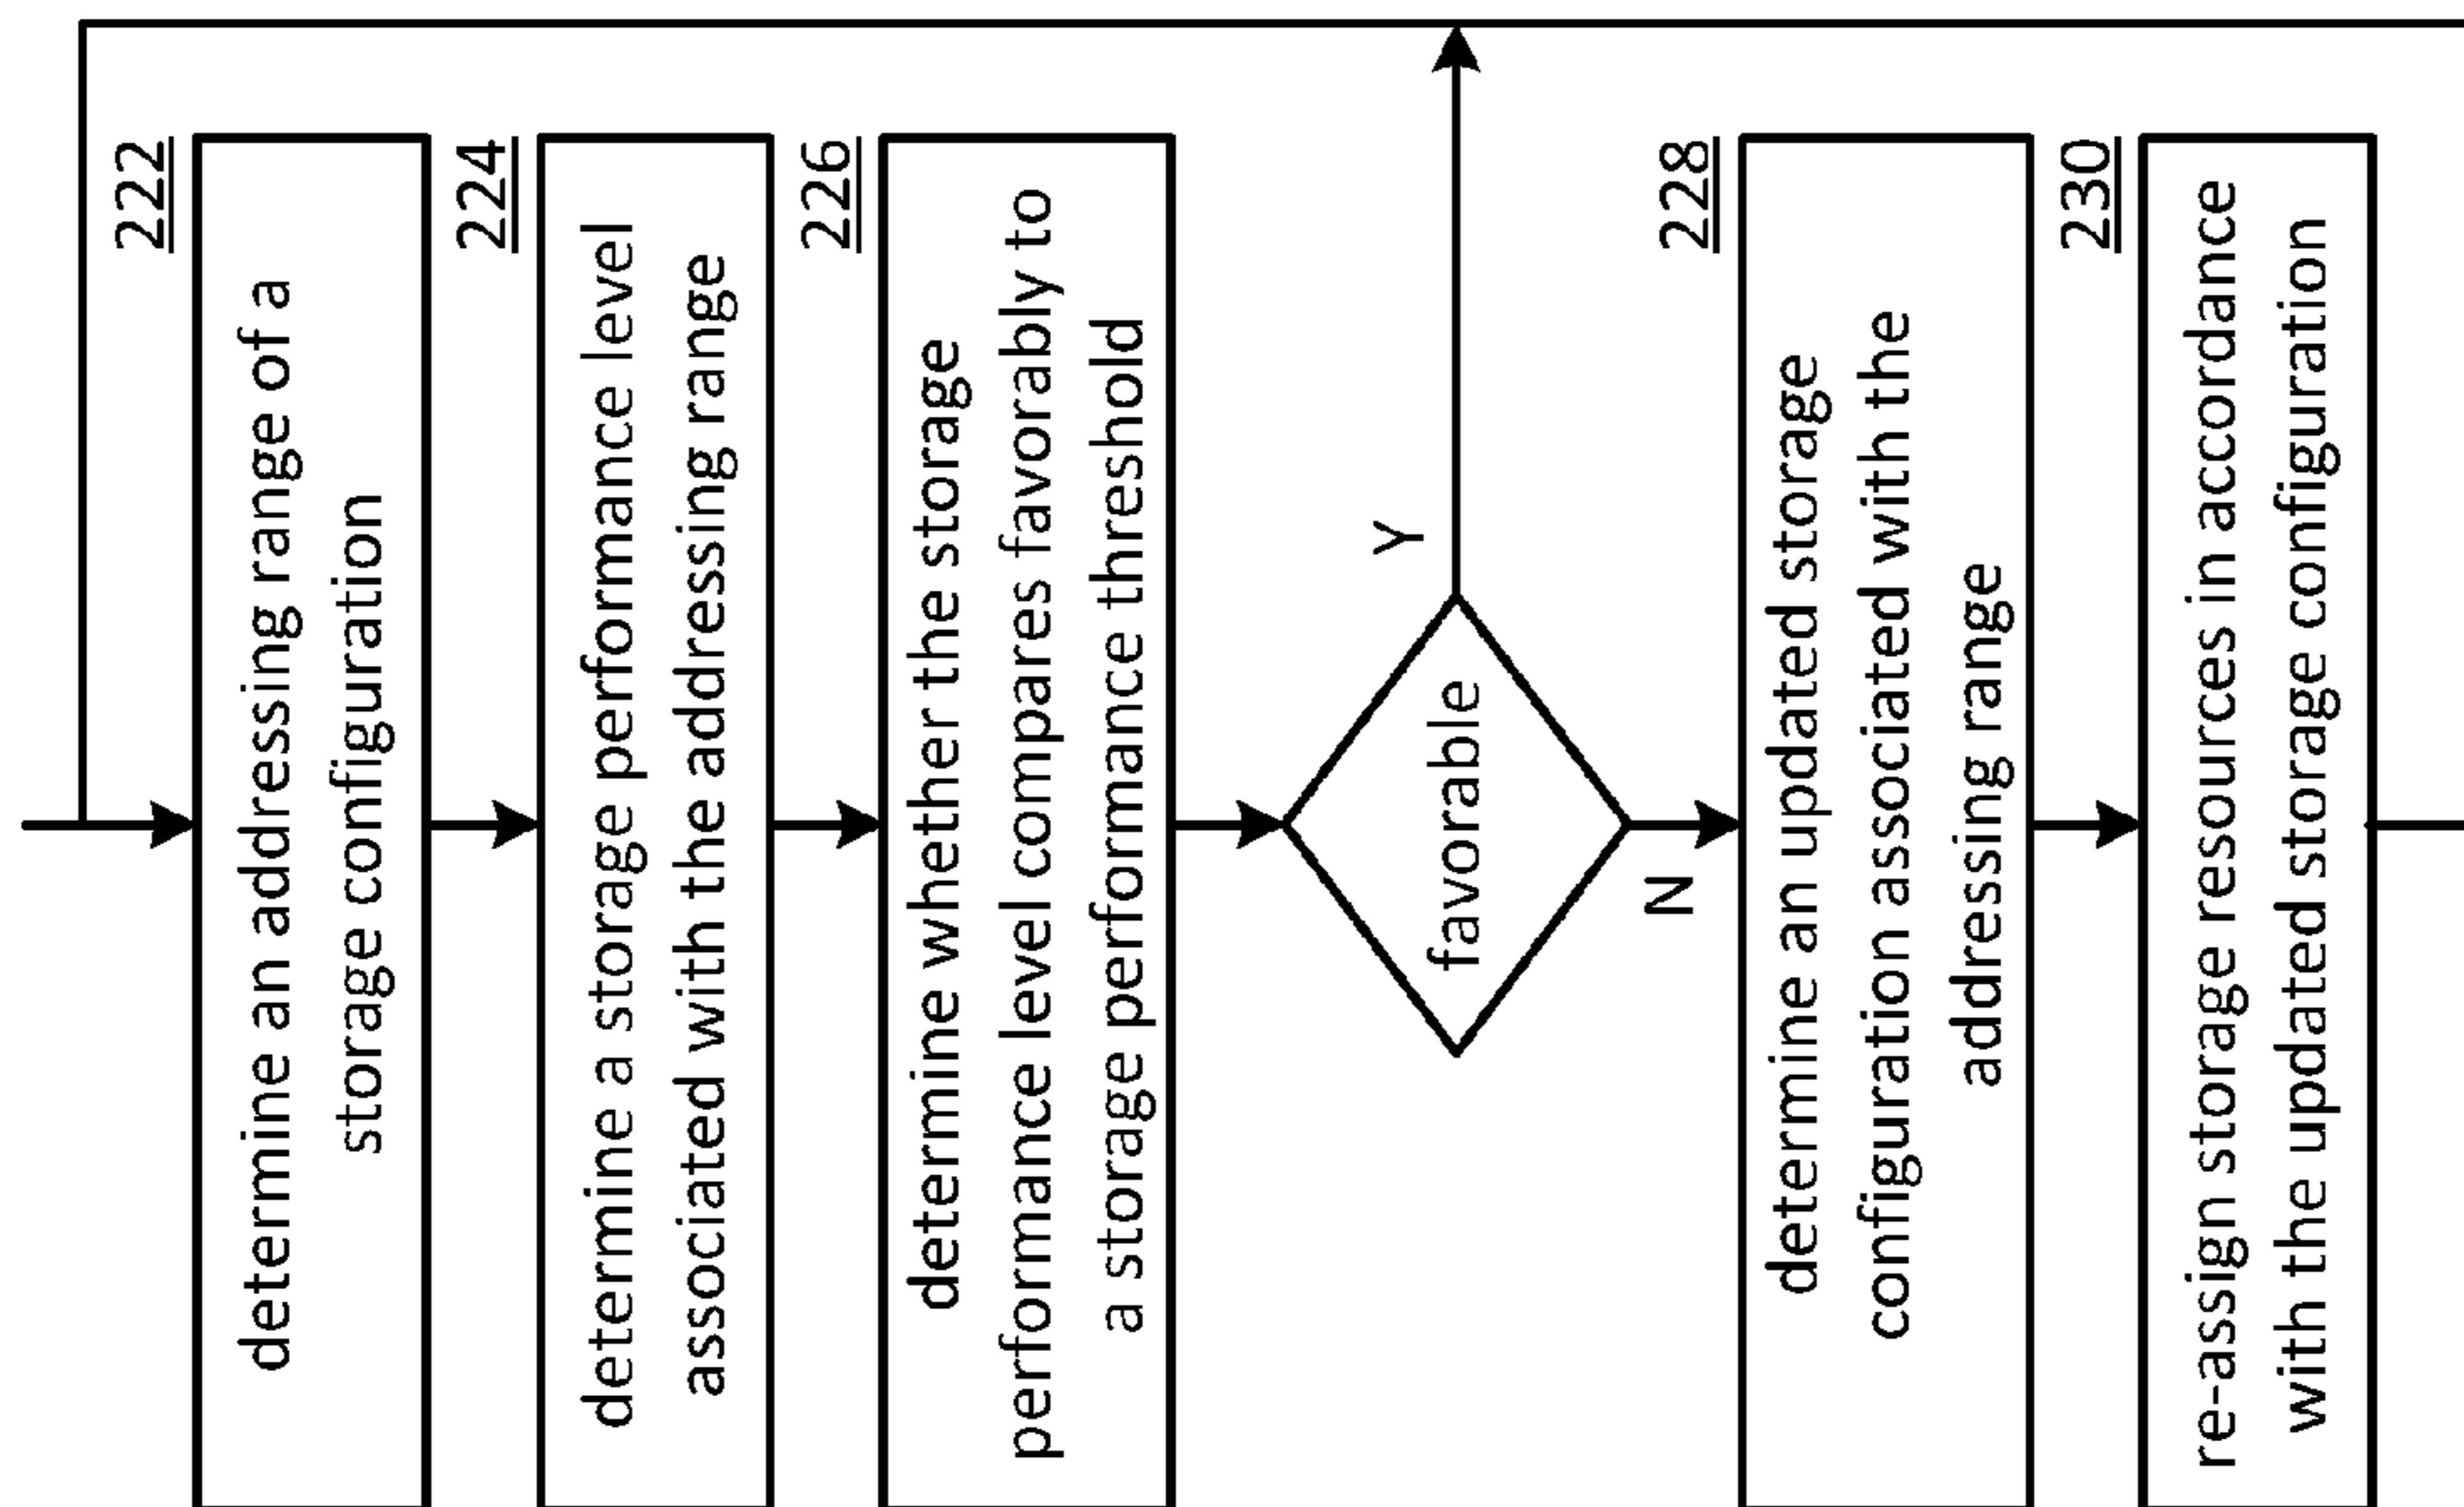 222
determine an addressing range of a
storage configuration
224
determine a storage performance level
associated with the addressing range
226
determine whether the storage
performance level compares favorably to
a storage performance threshold
favorable
Y
N
228
determine an updated storage
configuration associated with the
addressing range
230
re-assign storage resources in accordance
with the updated storage configuration